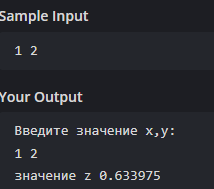 Sample Input
1 2
Your Output
Введите значение x,y:
1 2
значение z 0.633975